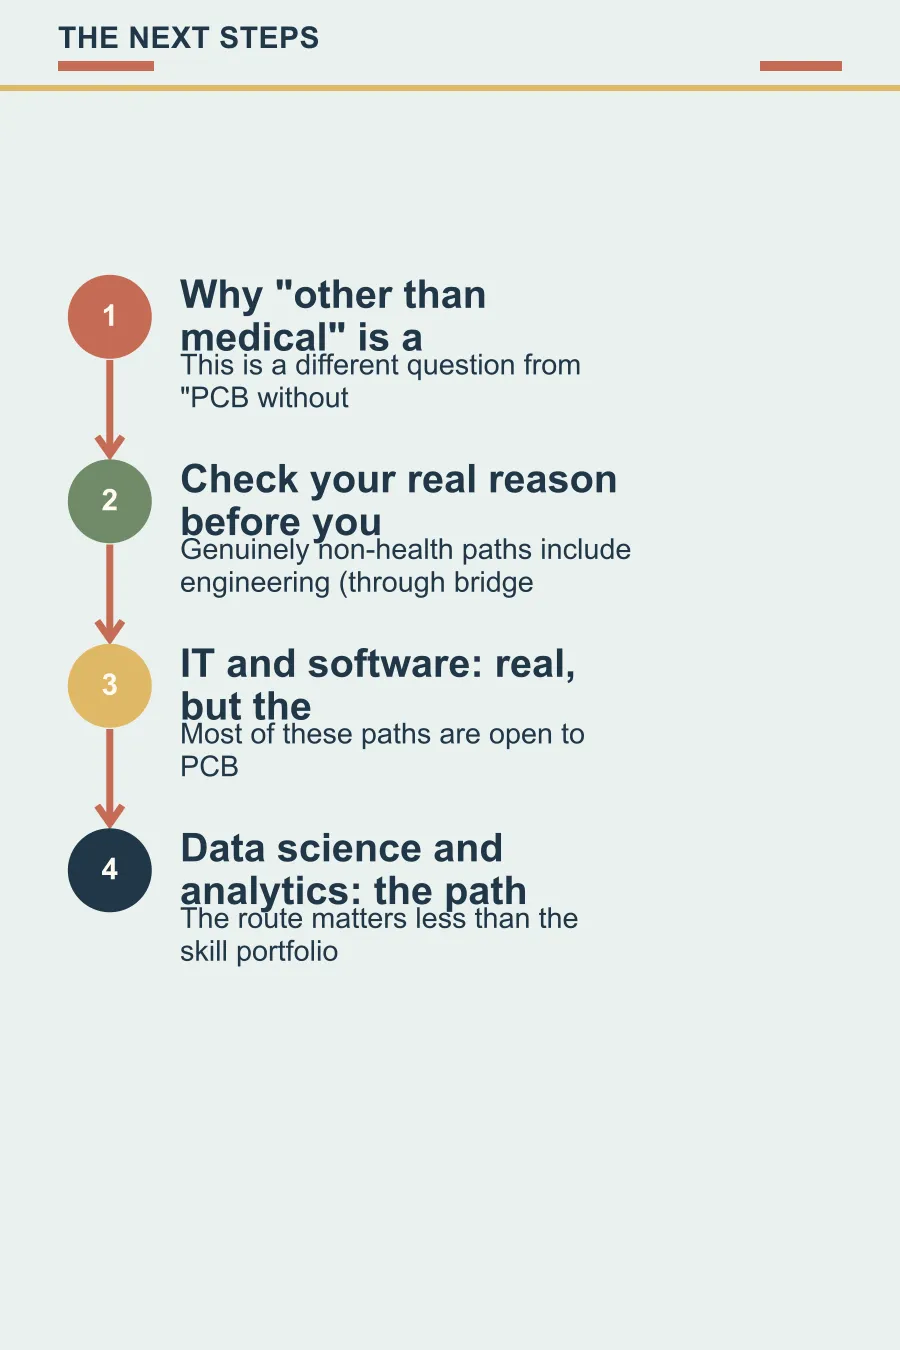 THE NEXT STEPS
1
Why "other than
medical" is a
This is a different question from
"PCB without
2
Check your real reason
before you
Genuinely non-health paths include
engineering (through bridge
3
IT and software: real,
but the
Most of these paths are open to
PCB
4
Data science and
analytics: the path
The route matters less than the
skill portfolio